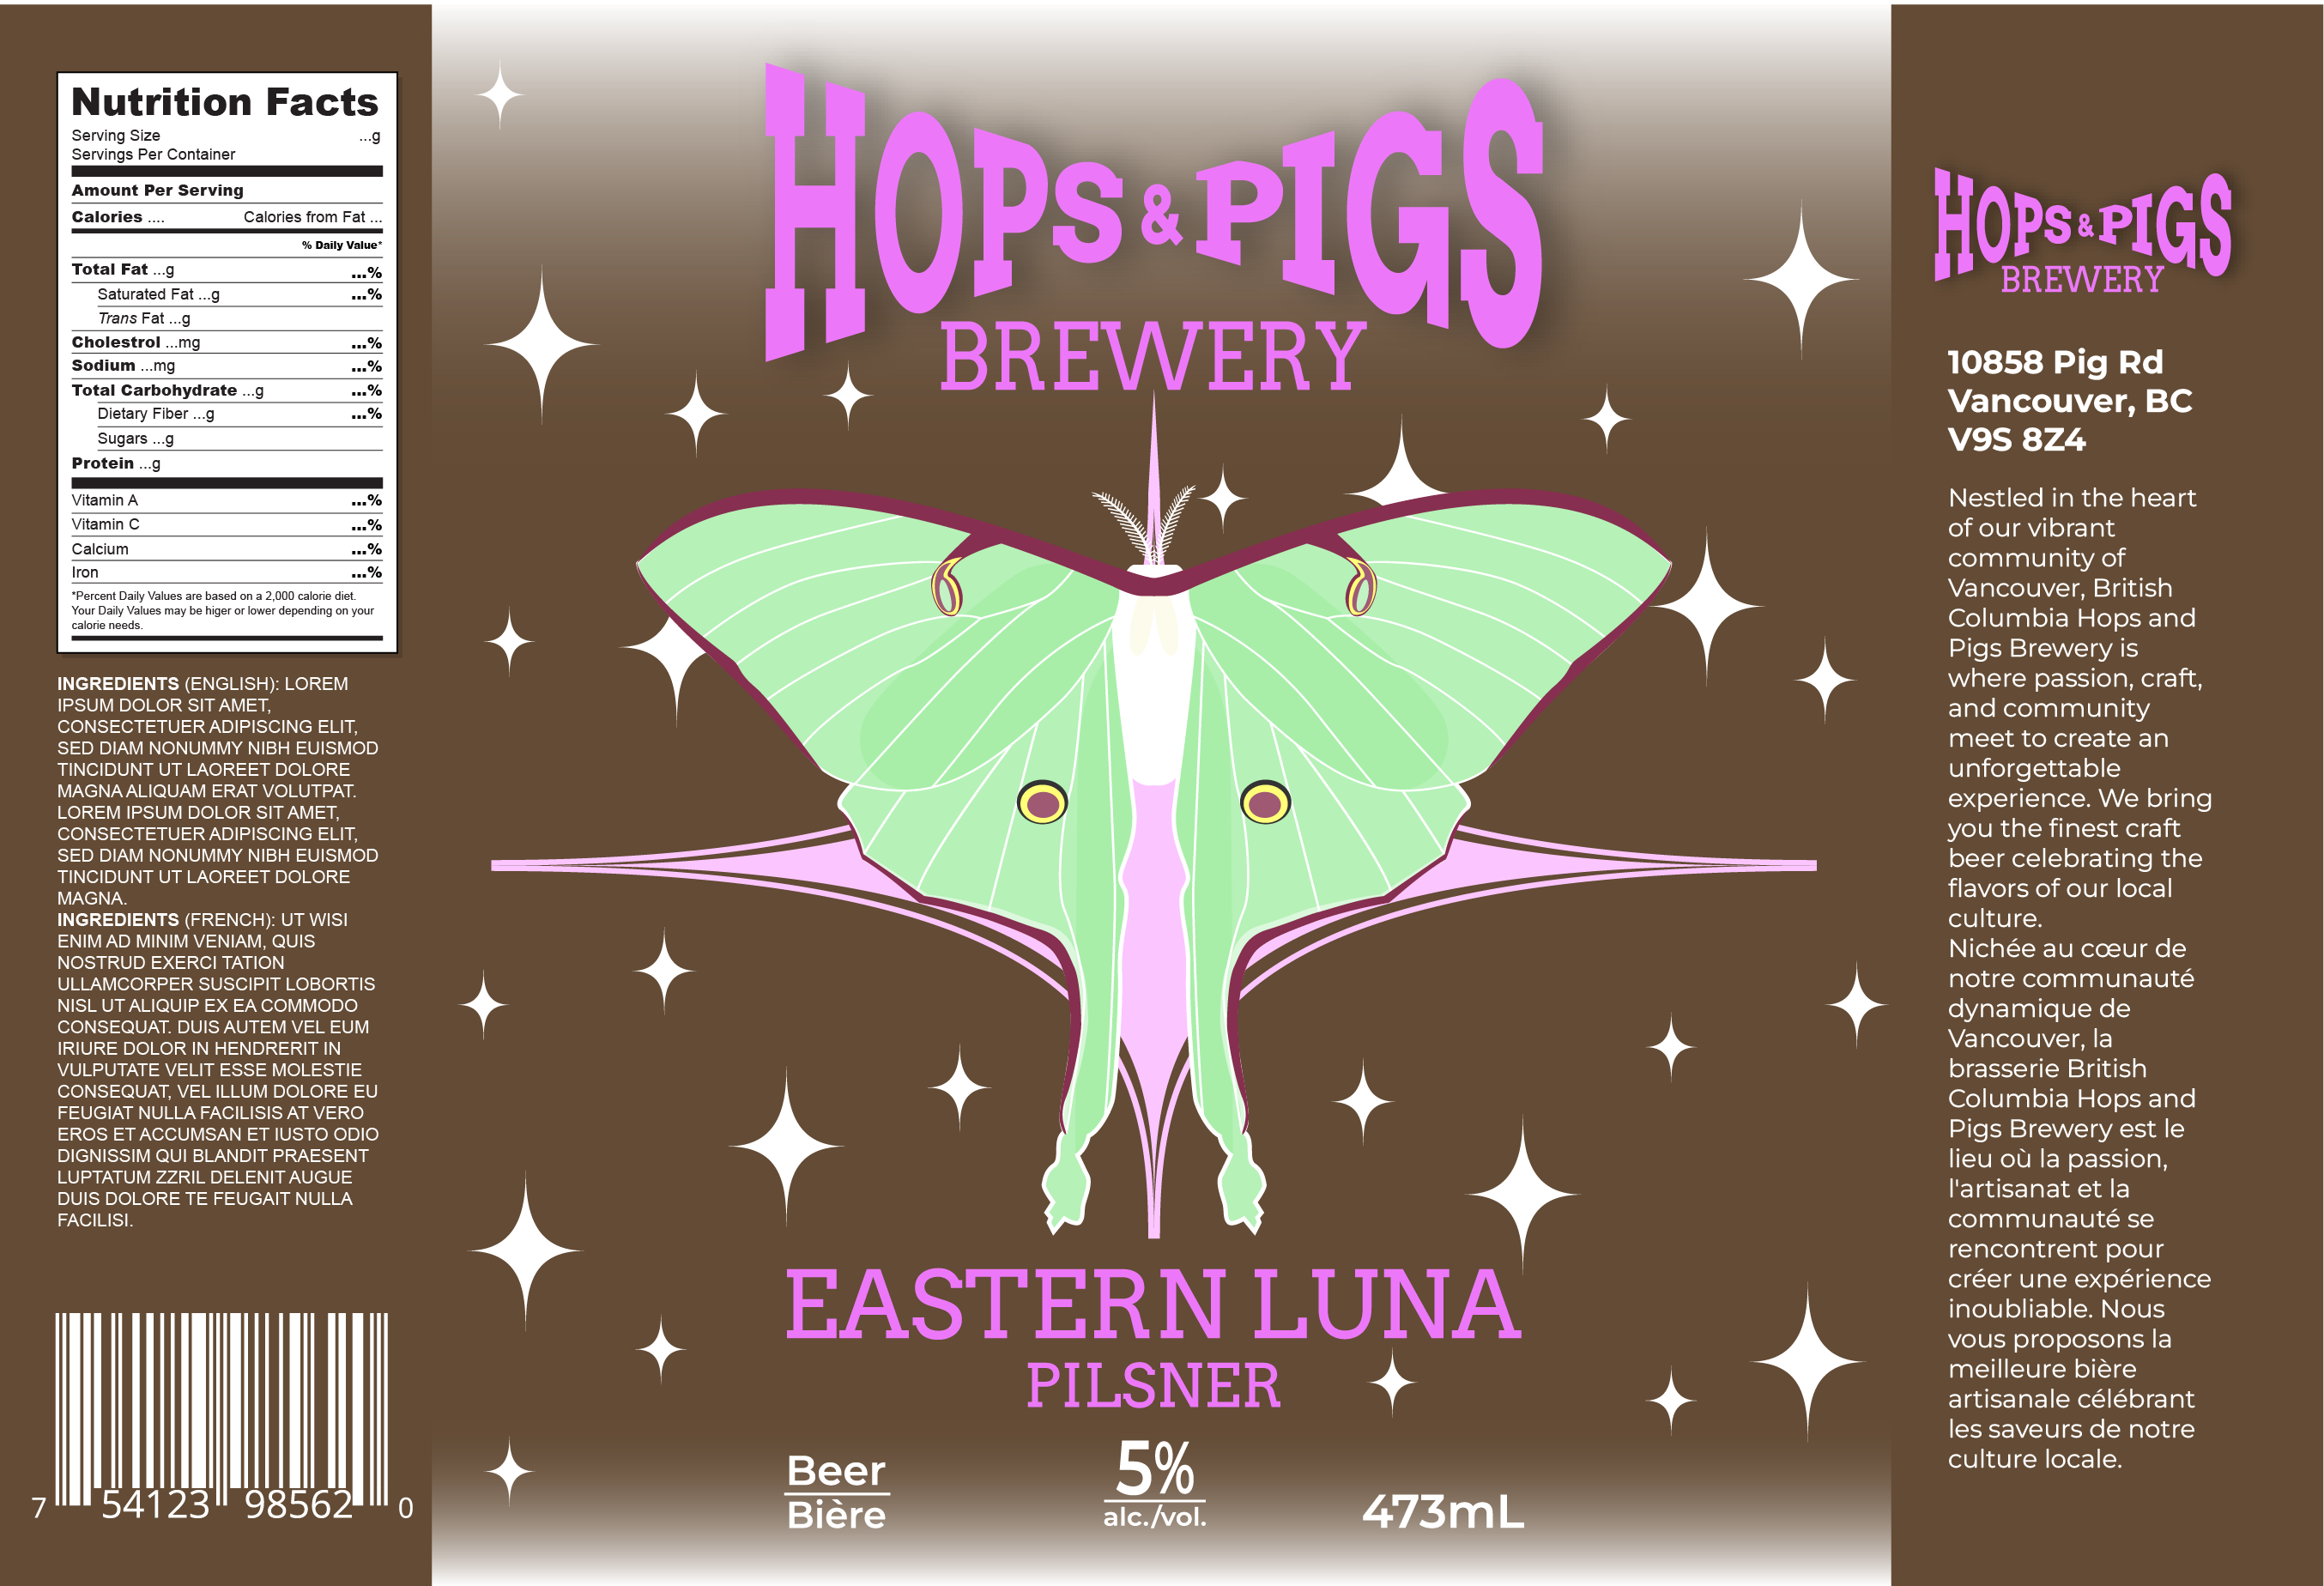 Nutrition Facts
Serving Size ...g
Servings Per Container
Amount Per Serving
Calories .... Calories from Fat ...
% Daily Value*
Total Fat ...g ...%
Saturated Fat ...g ...%
Trans Fat ...g
Cholestrol ...mg ...%
Sodium ...mg ...%
Total Carbohydrate ...g ...%
Dietary Fiber ...g ...%
Sugars ...g
Protein ...g
Vitamin A ...%
Vitamin C ...%
Calcium ...%
Iron ...%
*Percent Daily Values are based on a 2,000 calorie diet.
Your Daily Values may be higer or lower depending on your
calorie needs.
INGREDIENTS (ENGLISH): LOREM
IPSUM DOLOR SIT AMET,
CONSECTETUER ADIPISCING ELIT,
SED DIAM NONUMMY NIBH EUISMOD
TINCIDUNT UT LAOREET DOLORE
MAGNA ALIQUAM ERAT VOLUTPAT.
LOREM IPSUM DOLOR SIT AMET,
CONSECTETUER ADIPISCING ELIT,
SED DIAM NONUMMY NIBH EUISMOD
TINCIDUNT UT LAOREET DOLORE
MAGNA.
INGREDIENTS (FRENCH): UT WISI
ENIM AD MINIM VENIAM, QUIS
NOSTRUD EXERCI TATION
ULLAMCORPER SUSCIPIT LOBORTIS
NISL UT ALIQUIP EX EA COMMODO
CONSEQUAT. DUIS AUTEM VEL EUM
IRIURE DOLOR IN HENDRERIT IN
VULPUTATE VELIT ESSE MOLESTIE
CONSEQUAT, VEL ILLUM DOLORE EU
FEUGIAT NULLA FACILISIS AT VERO
EROS ET ACCUMSAN ET IUSTO ODIO
DIGNISSIM QUI BLANDIT PRAESENT
LUPTATUM ZZRIL DELENIT AUGUE
DUIS DOLORE TE FEUGAIT NULLA
FACILISI.
7 54123 98562 0
HOPS & PIGS
BREWERY
EASTERN LUNA
PILSNER
Beer
Bière
5%
alc./vol.
473mL
HOPS & PIGS
BREWERY
10858 Pig Rd
Vancouver, BC
V9S 8Z4
Nestled in the heart
of our vibrant
community of
Vancouver, British
Columbia Hops and
Pigs Brewery is
where passion, craft,
and community
meet to create an
unforgettable
experience. We bring
you the finest craft
beer celebrating the
flavors of our local
culture.
Nichée au cœur de
notre communauté
dynamique de
Vancouver, la
brasserie British
Columbia Hops and
Pigs Brewery est le
lieu où la passion,
l'artisanat et la
communauté se
rencontrent pour
créer une expérience
inoubliable. Nous
vous proposons la
meilleure bière
artisanale célébrant
les saveurs de notre
culture locale.